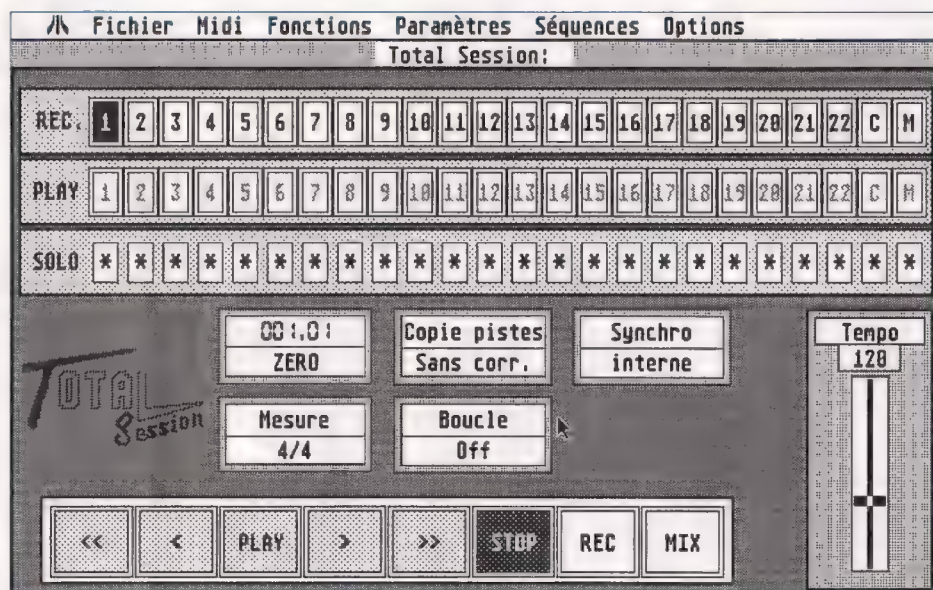 Fichier Midi Fonctions Paramètres Séquences Options
Total Session:
REC. 1 2 3 4 5 6 7 8 9 10 11 12 13 14 15 16 17 18 19 20 21 22 C M
PLAY 1 2 3 4 5 6 7 8 9 10 11 12 13 14 15 16 17 18 19 20 21 22 C M
SOLO * * * * * * * * * * * * * * * * * * * * * * * *
001.01
ZERO
Copie pistes
Sans corr.
Synchro
interne
Tempo
120
TOTAL
Session
Mesure
4/4
Boucle
Off
<< < PLAY > >> STOP REC MIX